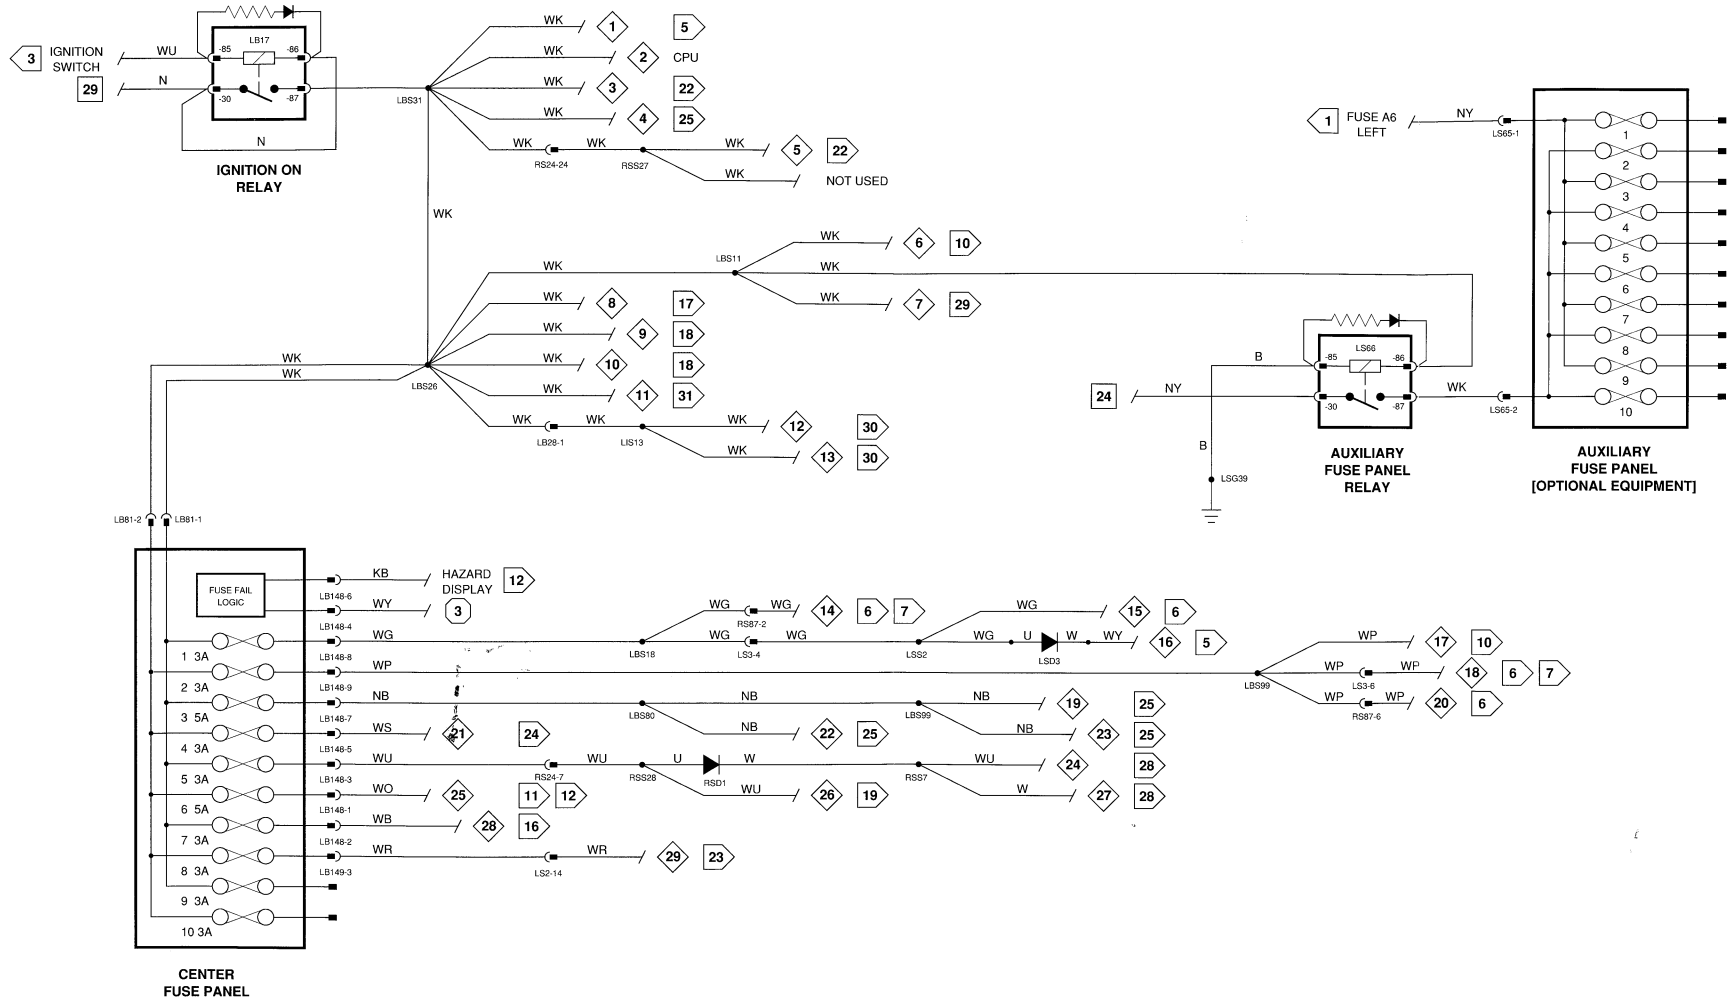 LB17
-85 -86
-30 -87
3 IGNITION
SWITCH
WU
29
N
N
IGNITION ON
RELAY
LBS31
WK 1 5
WK 2 CPU
WK 3 22
WK 4 25
WK RS24-24 WK RSS27 WK 5 22
WK NOT USED
WK
1 FUSE A6
LEFT
NY LS65-1
1
2
3
4
5
6
7
8
9
10
LBS11
WK WK 6 10
WK
WK 7 29
WK 8 17
WK 9 18
WK 10 18
WK 11 31
WK LB28-1 WK LIS13 WK 12 30
WK 13 30
WK
WK
LBS26
LS66
-85 -86
-30 -87
B
24 NY
WK LS65-2
B
LSG39
AUXILIARY
FUSE PANEL
RELAY
AUXILIARY
FUSE PANEL
[OPTIONAL EQUIPMENT]
LB81-2 LB81-1
FUSE FAIL
LOGIC
KB HAZARD
DISPLAY 12
LB148-6
WY 3
LB148-4
WG LBS18 WG RS87-2 WG 14 6 7
WG LS3-4 WG LSS2 WG 15 6
WG U LSD3 W WY 16 5
1 3A LB148-8
WP LBS99 WP 17 10
WP LS3-6 WP 18 6 7
WP RS87-6 WP 20 6
2 3A LB148-9
NB LBS80 NB LBS99 NB 19 25
NB 22 25 NB 23 25
3 5A LB148-7
WS 21 24
4 3A LB148-5
WU RS24-7 WU RSS28 U RSD1 W RSS7 WU 24 28
WU 26 19 W 27 28
5 3A LB148-3
WO 25 11 12
6 5A LB148-1
WB 28 16
7 3A LB148-2
WR LS2-14 WR 29 23
8 3A LB149-3
9 3A
10 3A
CENTER
FUSE PANEL